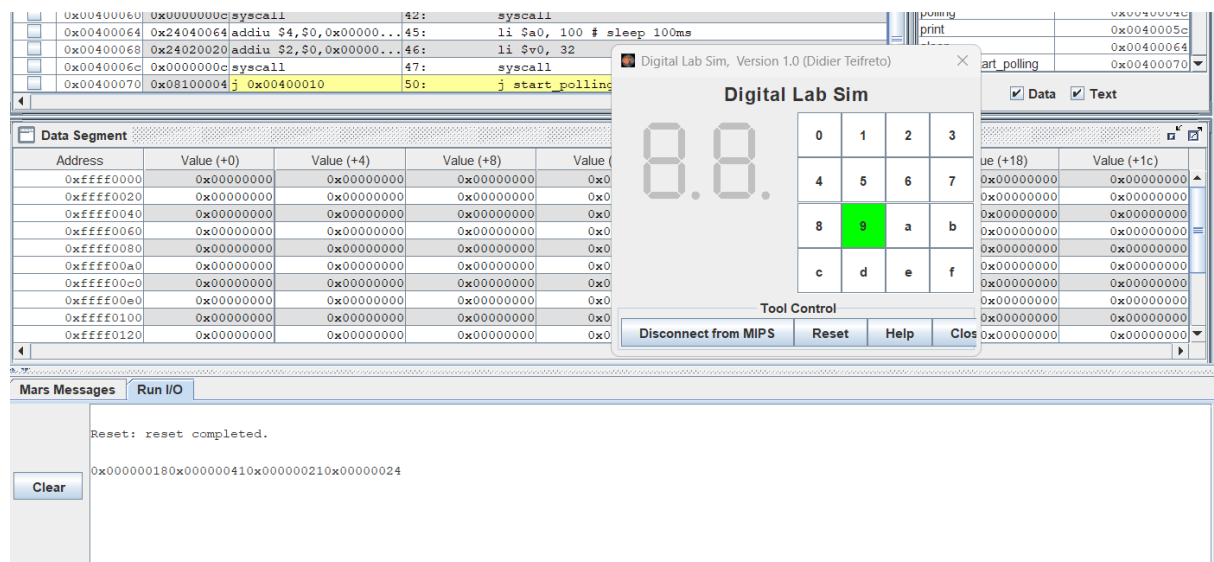 0x00400060 0x0000000c syscall 42: syscall
0x00400064 0x24040064 addiu $4,$0,0x00000... 45: li $a0, 100 # sleep 100ms
0x00400068 0x24020020 addiu $2,$0,0x00000... 46: li $v0, 32
0x0040006c 0x0000000c syscall 47: syscall
0x00400070 0x08100004 j 0x00400010 50: j start_polling
polling 0x0040004c
print 0x0040005c
0x00400064
art_polling 0x00400070
Data Text
Digital Lab Sim, Version 1.0 (Didier Teifreto)
Digital Lab Sim
8.8.
0 1 2 3
4 5 6 7
8 9 a b
c d e f
Tool Control
Disconnect from MIPS Reset Help Clos
Data Segment
Address Value (+0) Value (+4) Value (+8) Value ( ue (+18) Value (+1c)
0xffff0000 0x00000000 0x00000000 0x00000000 0x0 0x00000000 0x00000000
0xffff0020 0x00000000 0x00000000 0x00000000 0x0 0x00000000 0x00000000
0xffff0040 0x00000000 0x00000000 0x00000000 0x0 0x00000000 0x00000000
0xffff0060 0x00000000 0x00000000 0x00000000 0x0 0x00000000 0x00000000
0xffff0080 0x00000000 0x00000000 0x00000000 0x0 0x00000000 0x00000000
0xffff00a0 0x00000000 0x00000000 0x00000000 0x0 0x00000000 0x00000000
0xffff00c0 0x00000000 0x00000000 0x00000000 0x0 0x00000000 0x00000000
0xffff00e0 0x00000000 0x00000000 0x00000000 0x0 0x00000000 0x00000000
0xffff0100 0x00000000 0x00000000 0x00000000 0x0 0x00000000 0x00000000
0xffff0120 0x00000000 0x00000000 0x00000000 0x0 0x00000000 0x00000000
Mars Messages Run I/O
Reset: reset completed.
0x000000180x000000410x000000210x00000024
Clear